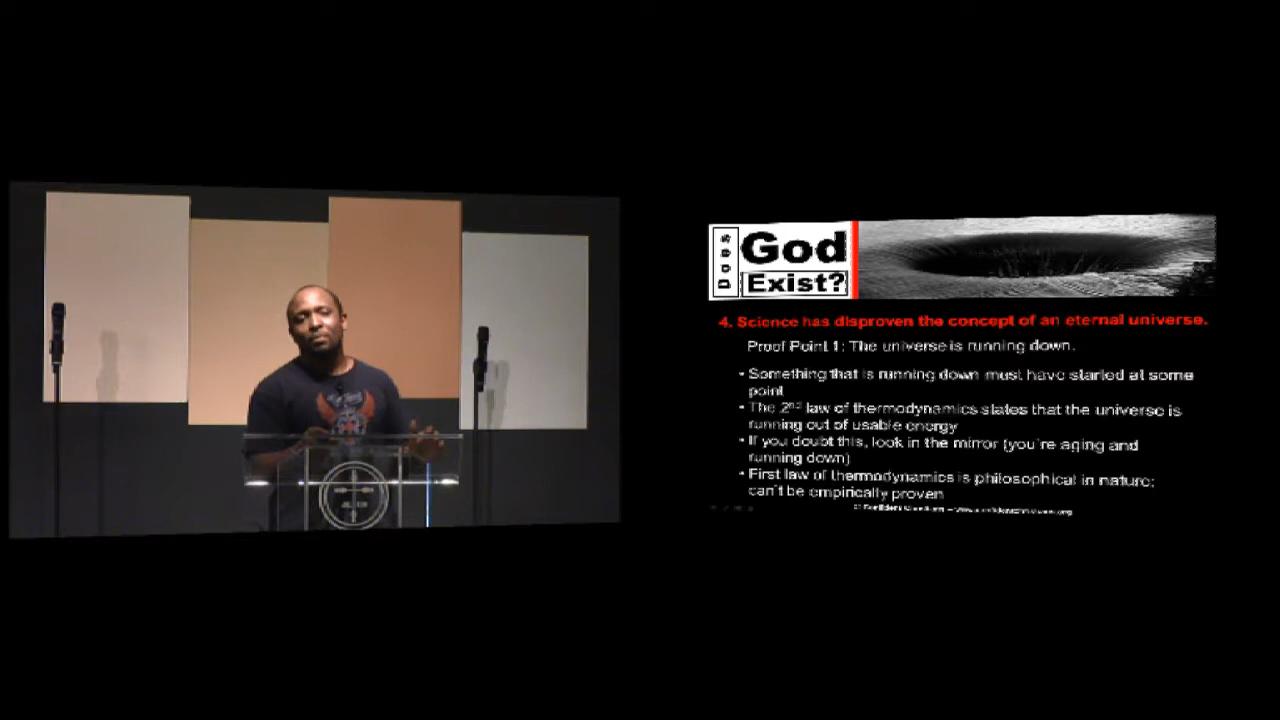 Does
God
Exist?
4. Science has disproven the concept of an eternal universe.
Proof Point 1: The universe is running down.
• Something that is running down must have started at some
point
• The 2nd law of thermodynamics states that the universe is
running out of usable energy
• If you doubt this, look in the mirror (you're aging and
running down)
• First law of thermodynamics is philosophical in nature;
can't be empirically proven